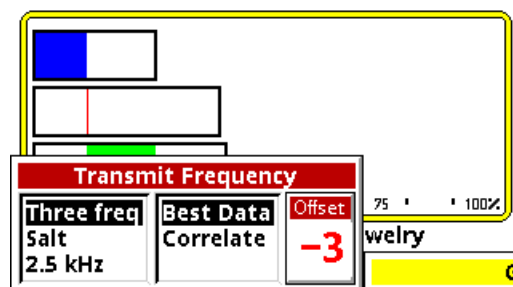 Transmit Frequency
Three freq
Salt
2.5 kHz
Best Data
Correlate
Offset
-3
75
100%
welry